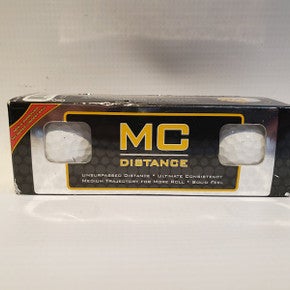 MC
DISTANCE
UNSURPASSED DISTANCE • ULTIMATE CONSISTENCY
MEDIUM TRAJECTORY FOR MORE ROLL • SOLID FEEL